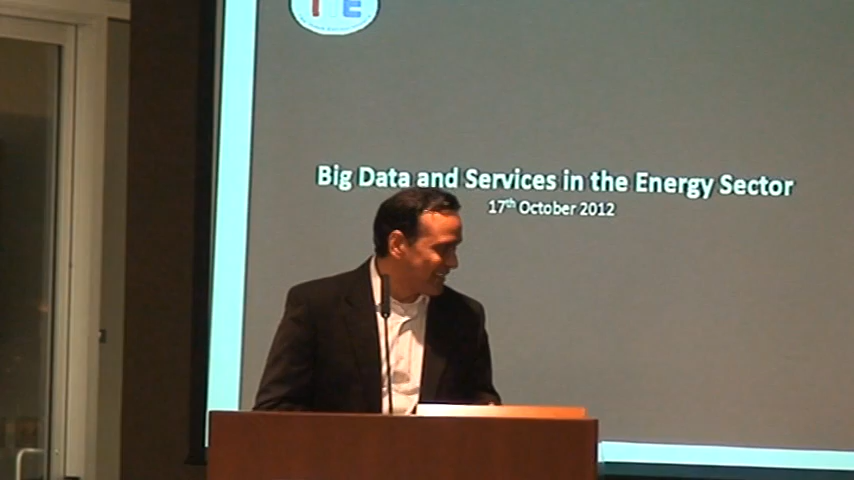 Big Data and Services in the Energy Sector
17th October 2012